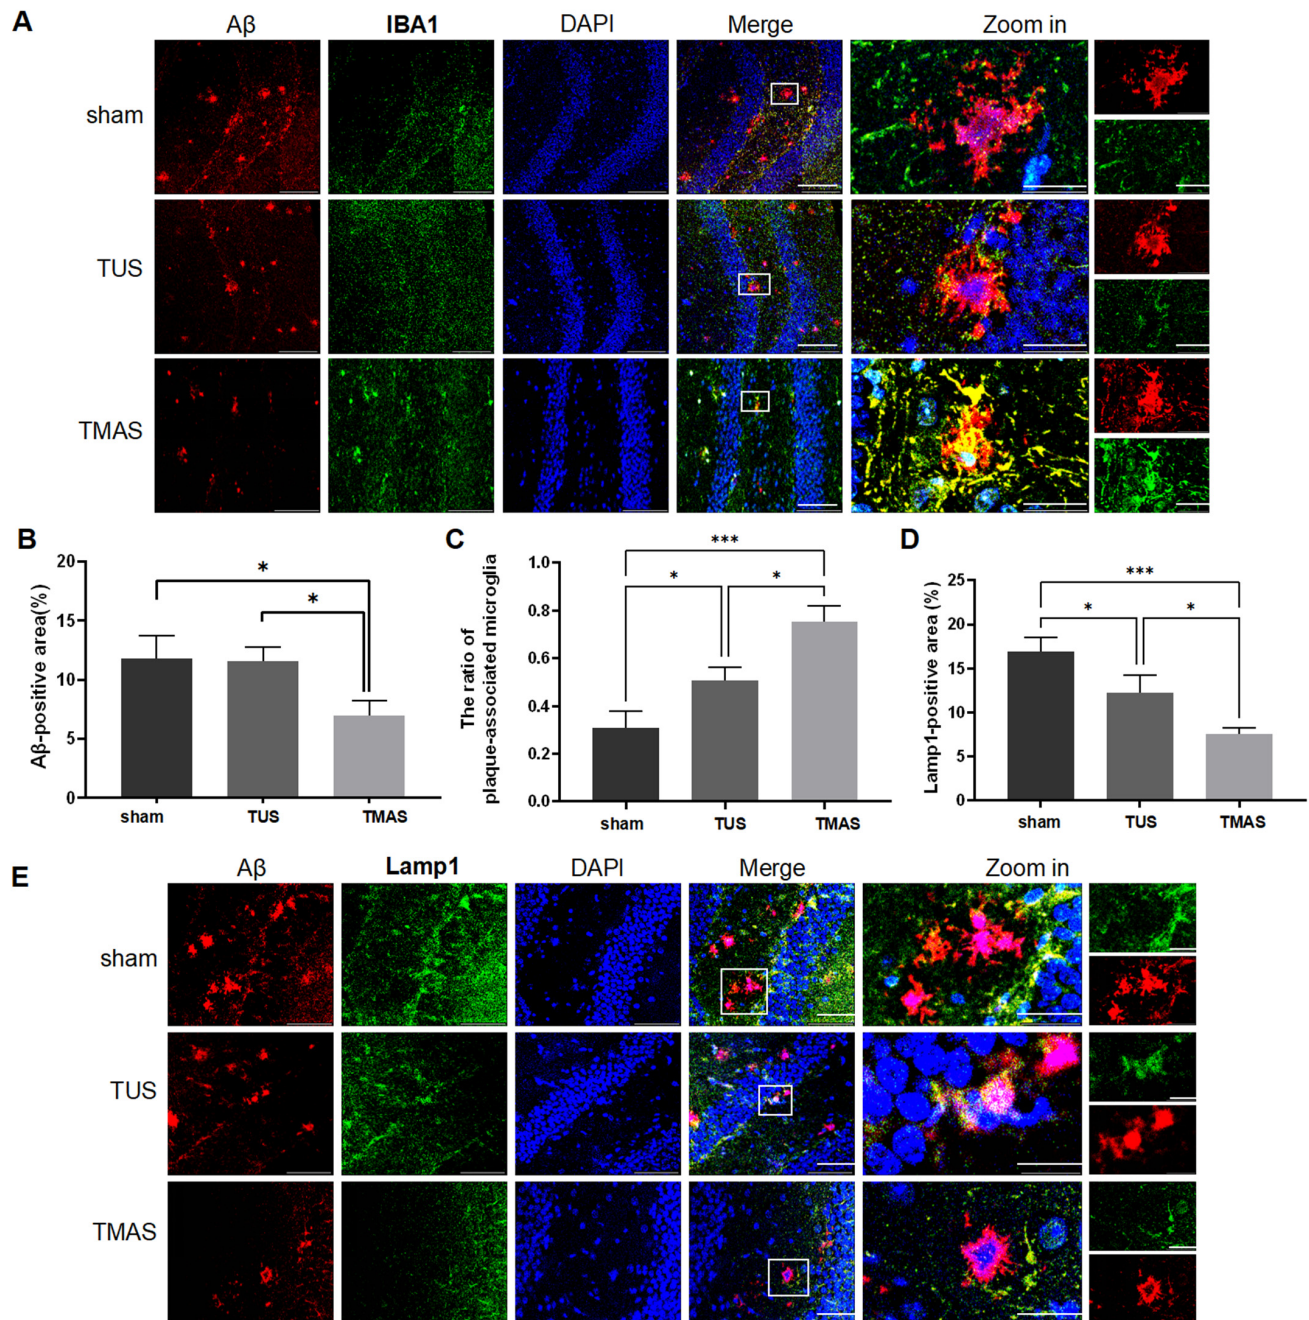 A
Aβ IBA1 DAPI Merge Zoom in
sham
TUS
TMAS
B
Aβ-positive area(%)
20
15
10
5
0
*
*
sham TUS TMAS
C
The ratio of
plaque-associated microglia
1.0
0.8
0.6
0.4
0.2
0.0
***
* *
sham TUS TMAS
D
Lamp1-positive area (%)
25
20
15
10
5
0
***
* *
sham TUS TMAS
E
Aβ Lamp1 DAPI Merge Zoom in
sham
TUS
TMAS